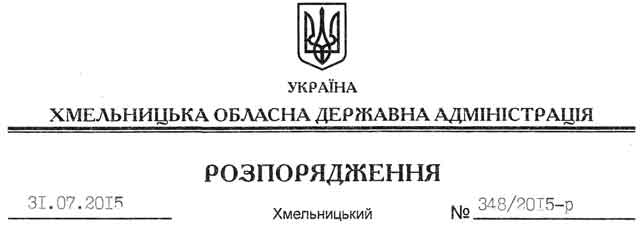 УКРАЇНА
ХМЕЛЬНИЦЬКА ОБЛАСНА ДЕРЖАВНА АДМІНІСТРАЦІЯ
РОЗПОРЯДЖЕННЯ
31.07.2015 Хмельницький № 348/2015-р